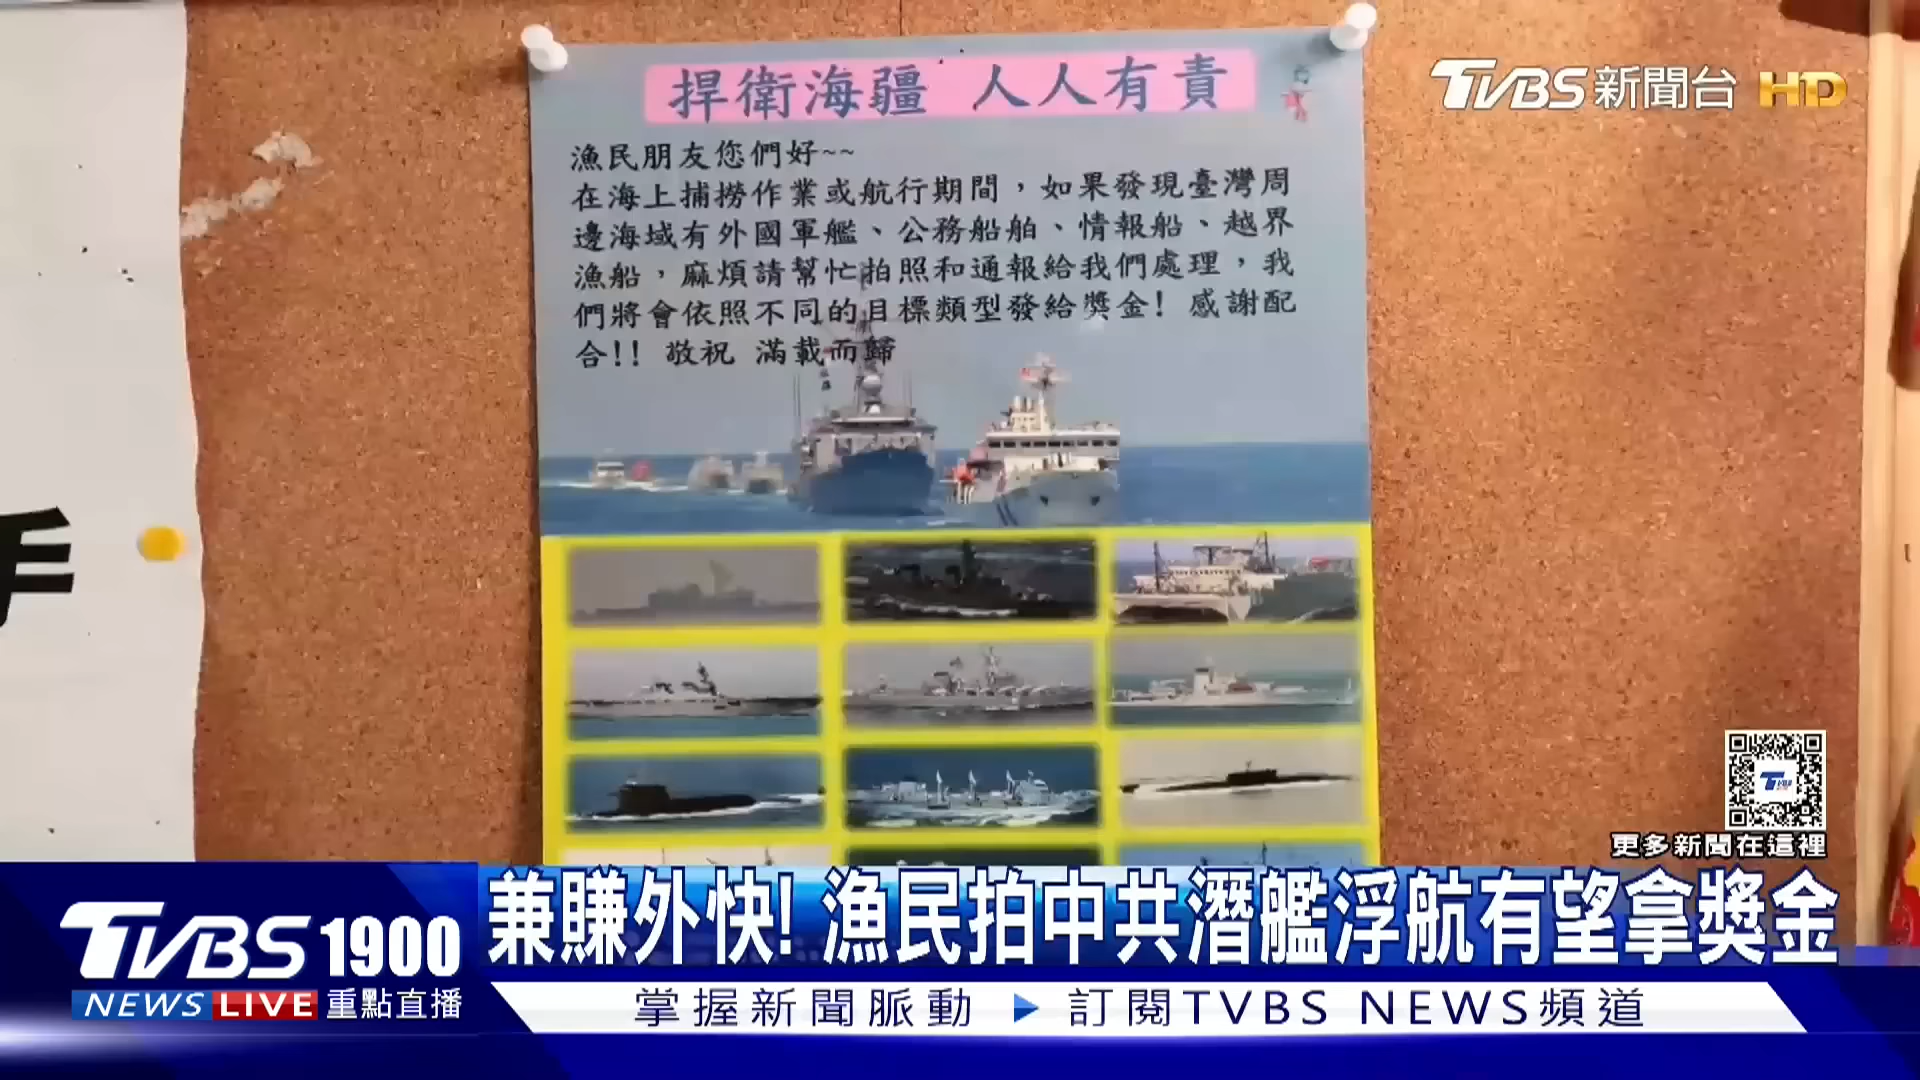 捍衛海疆 人人有責
漁民朋友您們好~~
在海上捕撈作業或航行期間，如果發現臺灣周
邊海域有外國軍艦、公務船舶、情報船、越界
漁船，麻煩請幫忙拍照和通報給我們處理，我
們將會依照不同的目標類型發給獎金! 感謝配
合!! 敬祝 滿載而歸
TVBS新聞台 HD
手
TVBS
更多新聞在這裡
兼賺外快! 漁民拍中共潛艦浮航有望拿獎金
TVBS 1900
NEWS LIVE 重點直播
掌握新聞脈動 ▶ 訂閱TVBS NEWS頻道